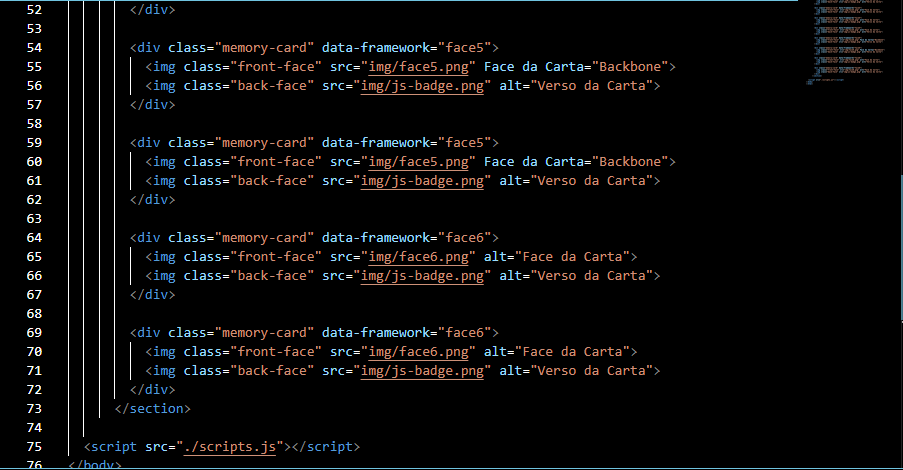 52 </div>
53
54 <div class="memory-card" data-framework="face5">
55 <img class="front-face" src="img/face5.png" Face da Carta="Backbone">
56 <img class="back-face" src="img/js-badge.png" alt="Verso da Carta">
57 </div>
58
59 <div class="memory-card" data-framework="face5">
60 <img class="front-face" src="img/face5.png" Face da Carta="Backbone">
61 <img class="back-face" src="img/js-badge.png" alt="Verso da Carta">
62 </div>
63
64 <div class="memory-card" data-framework="face6">
65 <img class="front-face" src="img/face6.png" alt="Face da Carta">
66 <img class="back-face" src="img/js-badge.png" alt="Verso da Carta">
67 </div>
68
69 <div class="memory-card" data-framework="face6">
70 <img class="front-face" src="img/face6.png" alt="Face da Carta">
71 <img class="back-face" src="img/js-badge.png" alt="Verso da Carta">
72 </div>
73 </section>
74
75 <script src="./scripts.js"></script>
76 </body>